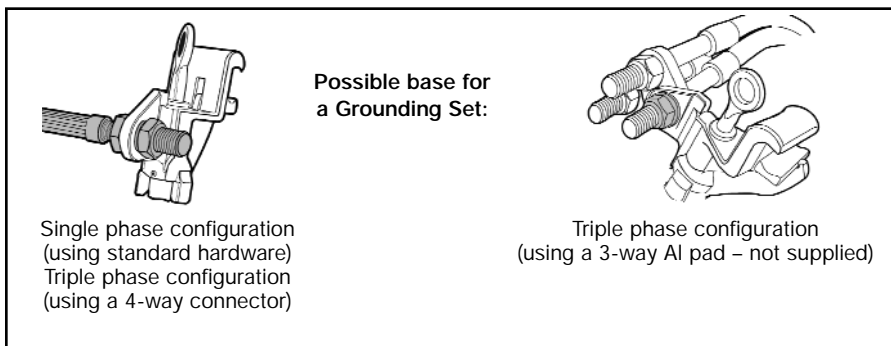 Possible base for
a Grounding Set:
Single phase configuration
(using standard hardware)
Triple phase configuration
(using a 4-way connector)
Triple phase configuration
(using a 3-way Al pad – not supplied)